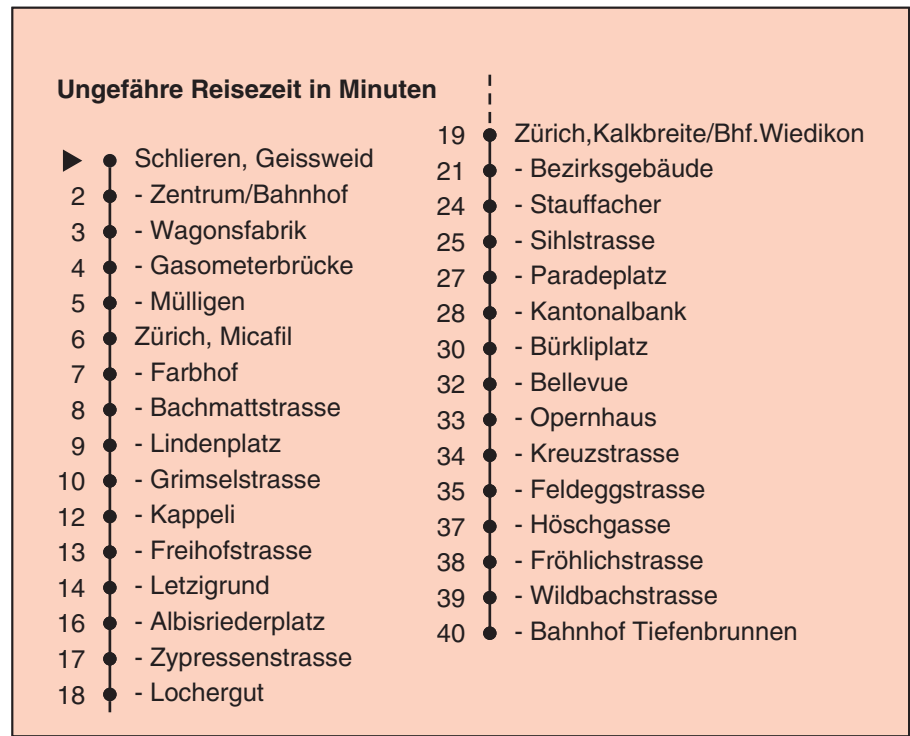 Ungefähre Reisezeit in Minuten
Schlieren, Geissweid
2 - Zentrum/Bahnhof
3 - Wagonsfabrik
4 - Gasometerbrücke
5 - Mülligen
6 Zürich, Micafil
7 - Farbhof
8 - Bachmattstrasse
9 - Lindenplatz
10 - Grimselstrasse
12 - Kappeli
13 - Freihofstrasse
14 - Letzigrund
16 - Albisriederplatz
17 - Zypressenstrasse
18 - Lochergut
19 Zürich,Kalkbreite/Bhf.Wiedikon
21 - Bezirksgebäude
24 - Stauffacher
25 - Sihlstrasse
27 - Paradeplatz
28 - Kantonalbank
30 - Bürkliplatz
32 - Bellevue
33 - Opernhaus
34 - Kreuzstrasse
35 - Feldeggstrasse
37 - Höschgasse
38 - Fröhlichstrasse
39 - Wildbachstrasse
40 - Bahnhof Tiefenbrunnen